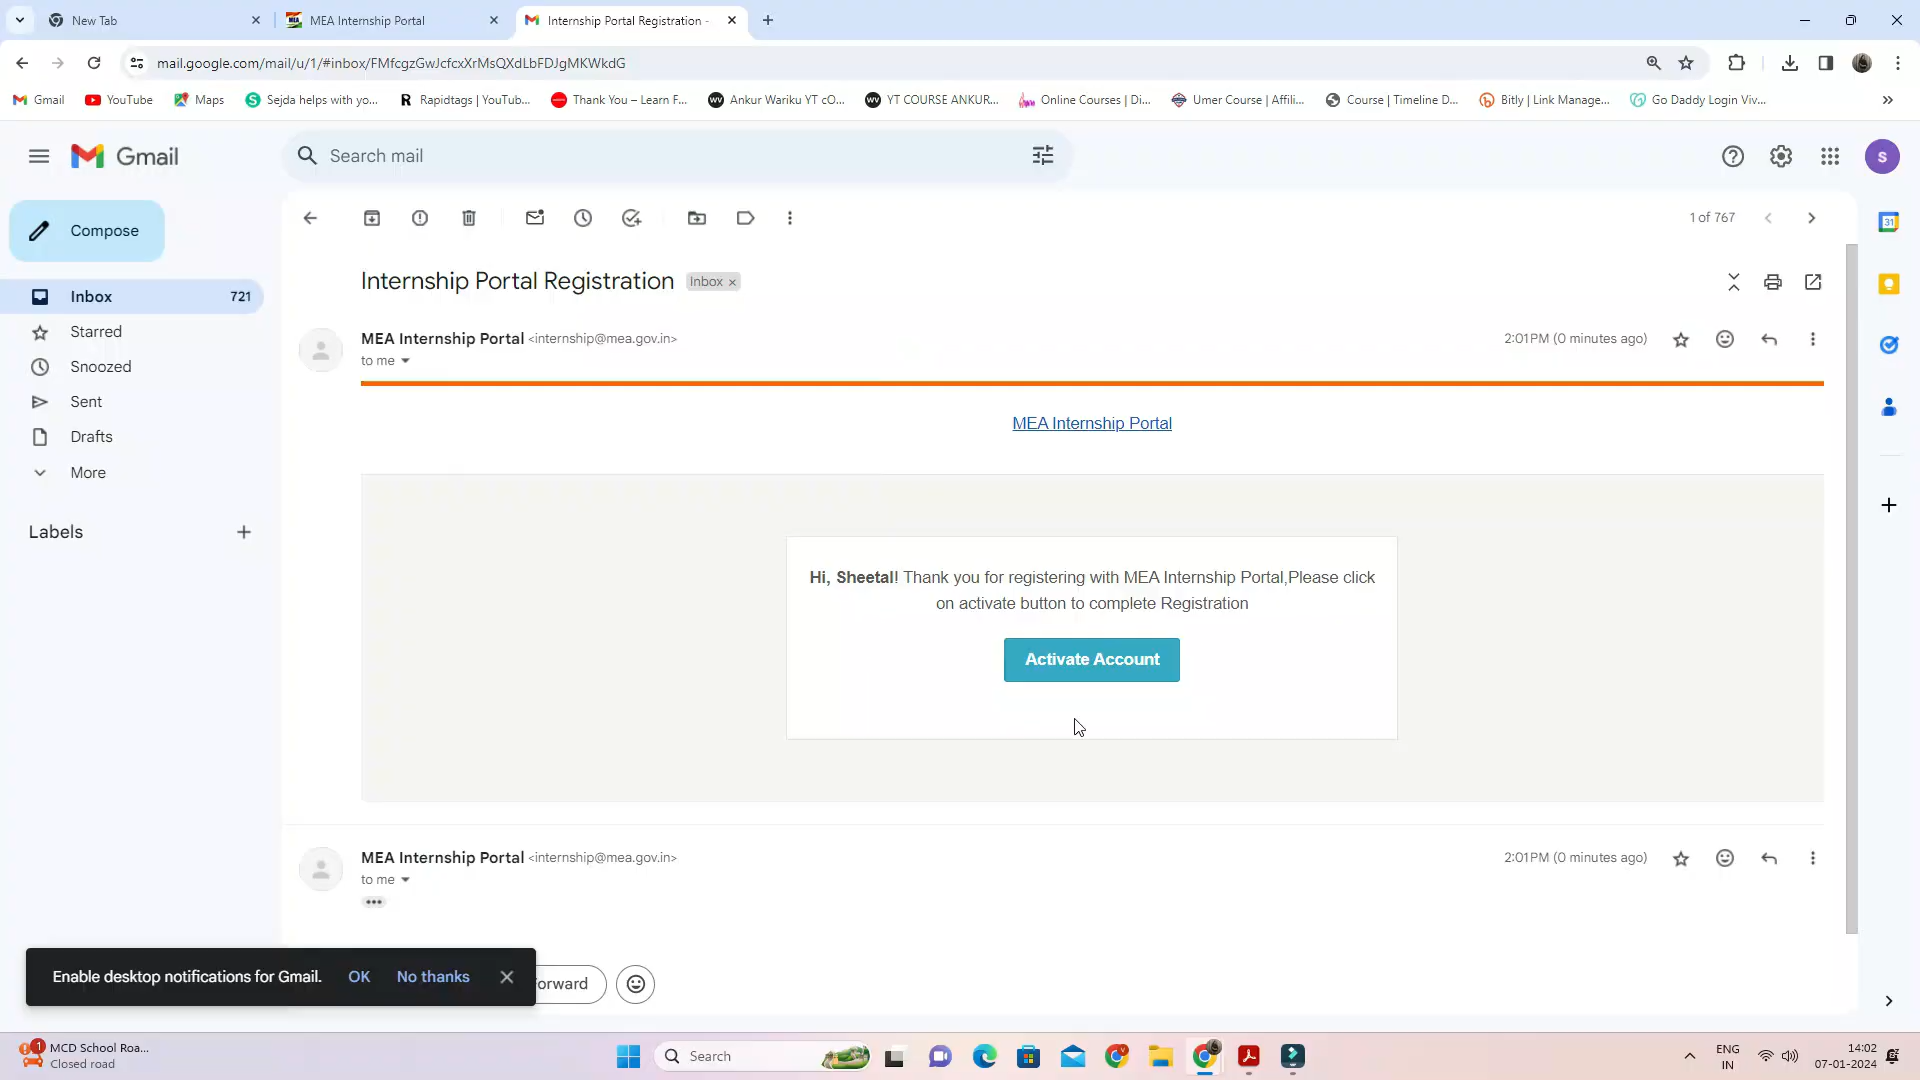 New Tab
MEA Internship Portal
Internship Portal Registration -
mail.google.com/mail/u/1/#inbox/FMfcgzGwJcfcxXrMsQXdLbFDJgMKWkdG
Gmail
YouTube
Maps
Sejda helps with yo...
Rapidtags | YouTub...
Thank You – Learn F...
Ankur Wariku YT cO...
YT COURSE ANKUR...
Online Courses | Di...
Umer Course | Affili...
Course | Timeline D...
Bitly | Link Manage...
Go Daddy Login Viv...
Gmail
Search mail
S
Compose
1 of 767
Inbox 721
Starred
Snoozed
Sent
Drafts
More
Labels
Internship Portal Registration Inbox ×
MEA Internship Portal <internship@mea.gov.in>
2:01 PM (0 minutes ago)
to me
MEA Internship Portal
Hi, Sheetal! Thank you for registering with MEA Internship Portal,Please click
on activate button to complete Registration
Activate Account
MEA Internship Portal <internship@mea.gov.in>
2:01 PM (0 minutes ago)
to me
Enable desktop notifications for Gmail. OK No thanks
orward
MCD School Roa...
Closed road
1
Search
ENG
IN
14:02
07-01-2024